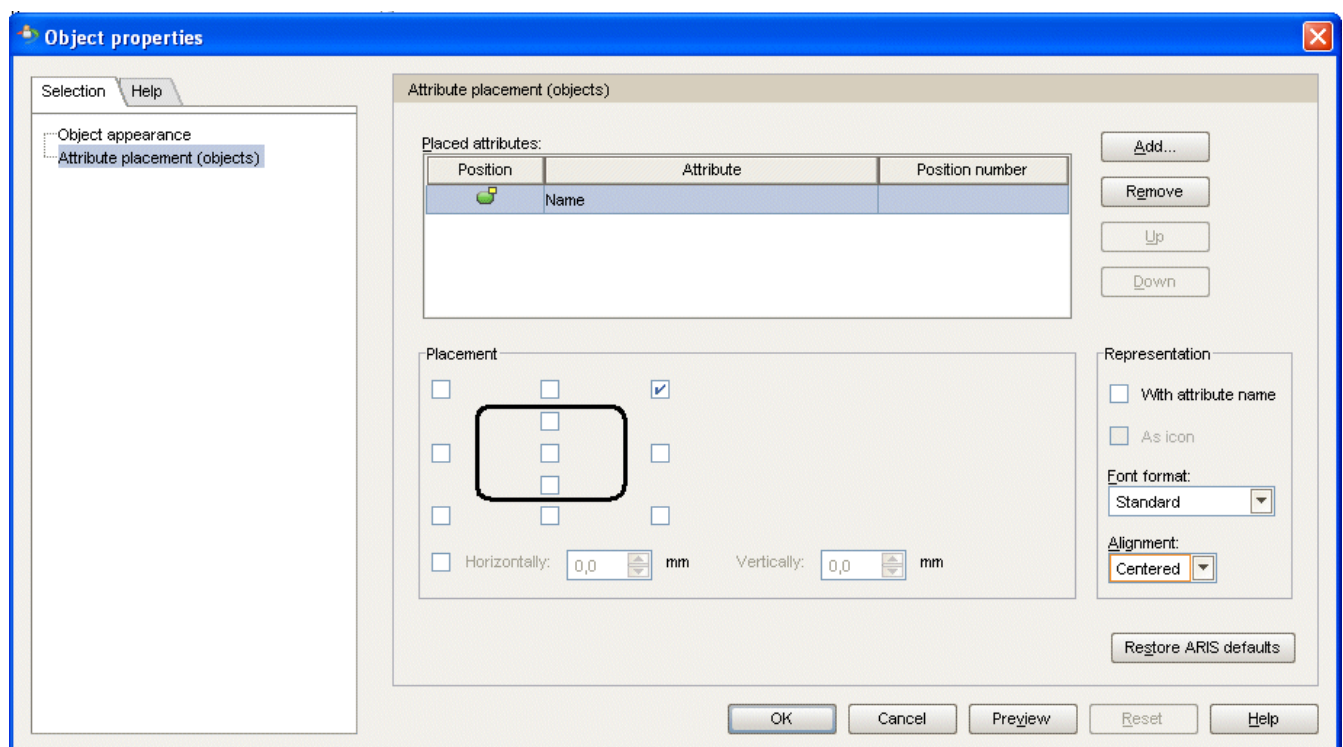 Object properties
Selection Help
Object appearance
Attribute placement (objects)
Attribute placement (objects)
Placed attributes:
Position Attribute Position number
Name
Add...
Remove
Up
Down
Placement
Horizontally: 0,0 mm Vertically: 0,0 mm
Representation
With attribute name
As icon
Font format:
Standard
Alignment:
Centered
Restore ARIS defaults
OK Cancel Preview Reset Help